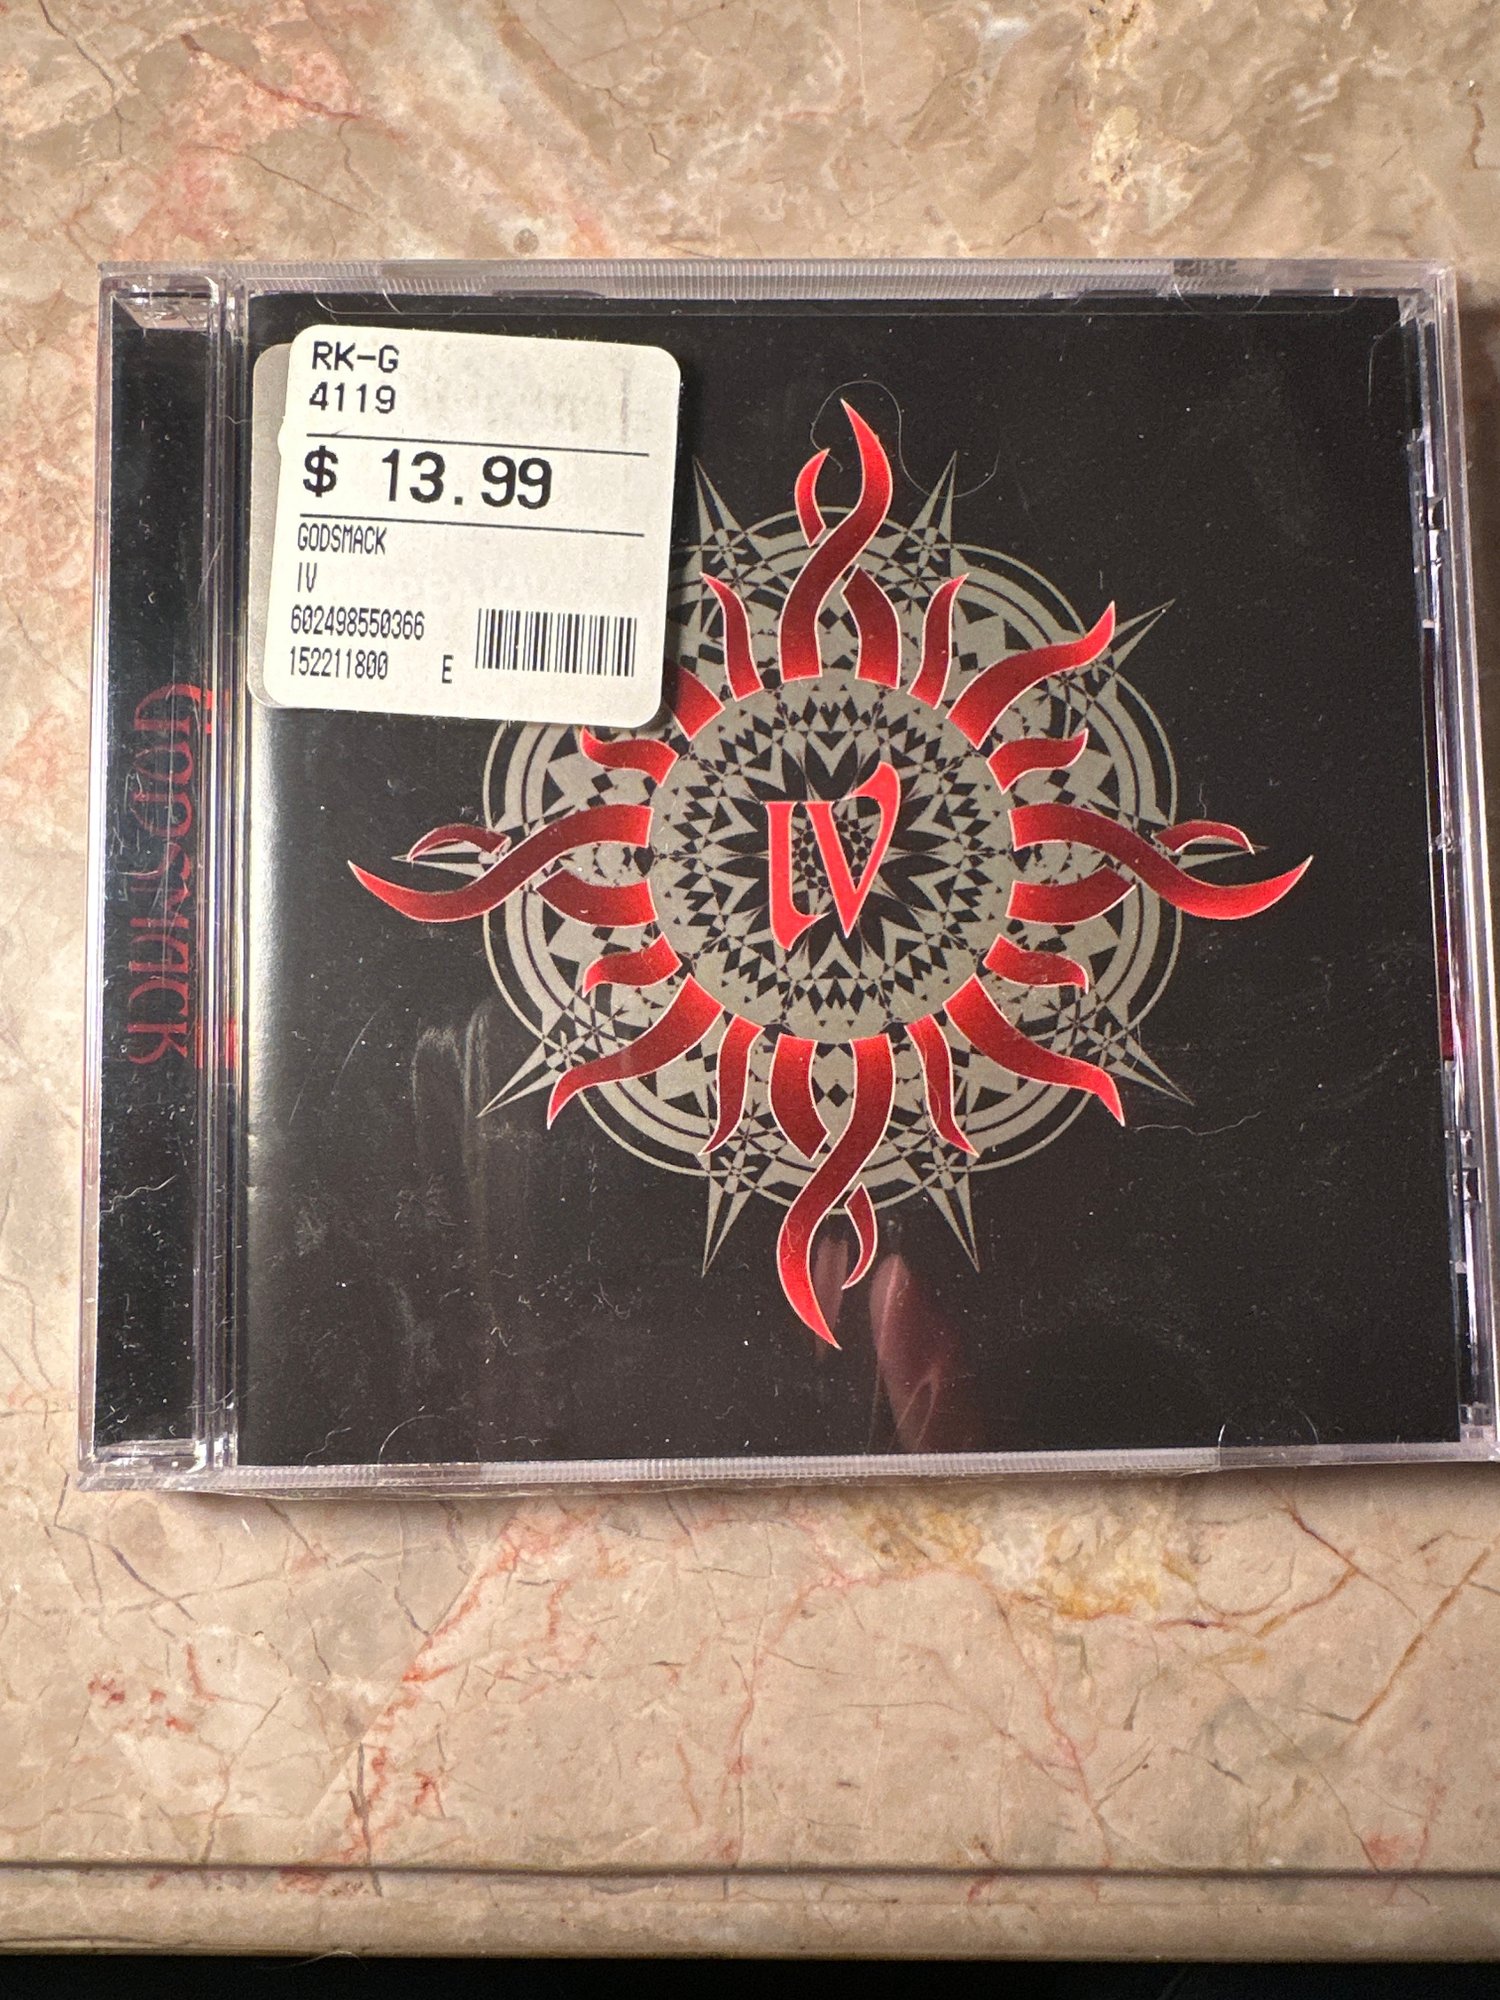 RK-G
4119
$ 13.99
GODSMACK
IV
602498550366
152211800 E
IV
GODSMACK